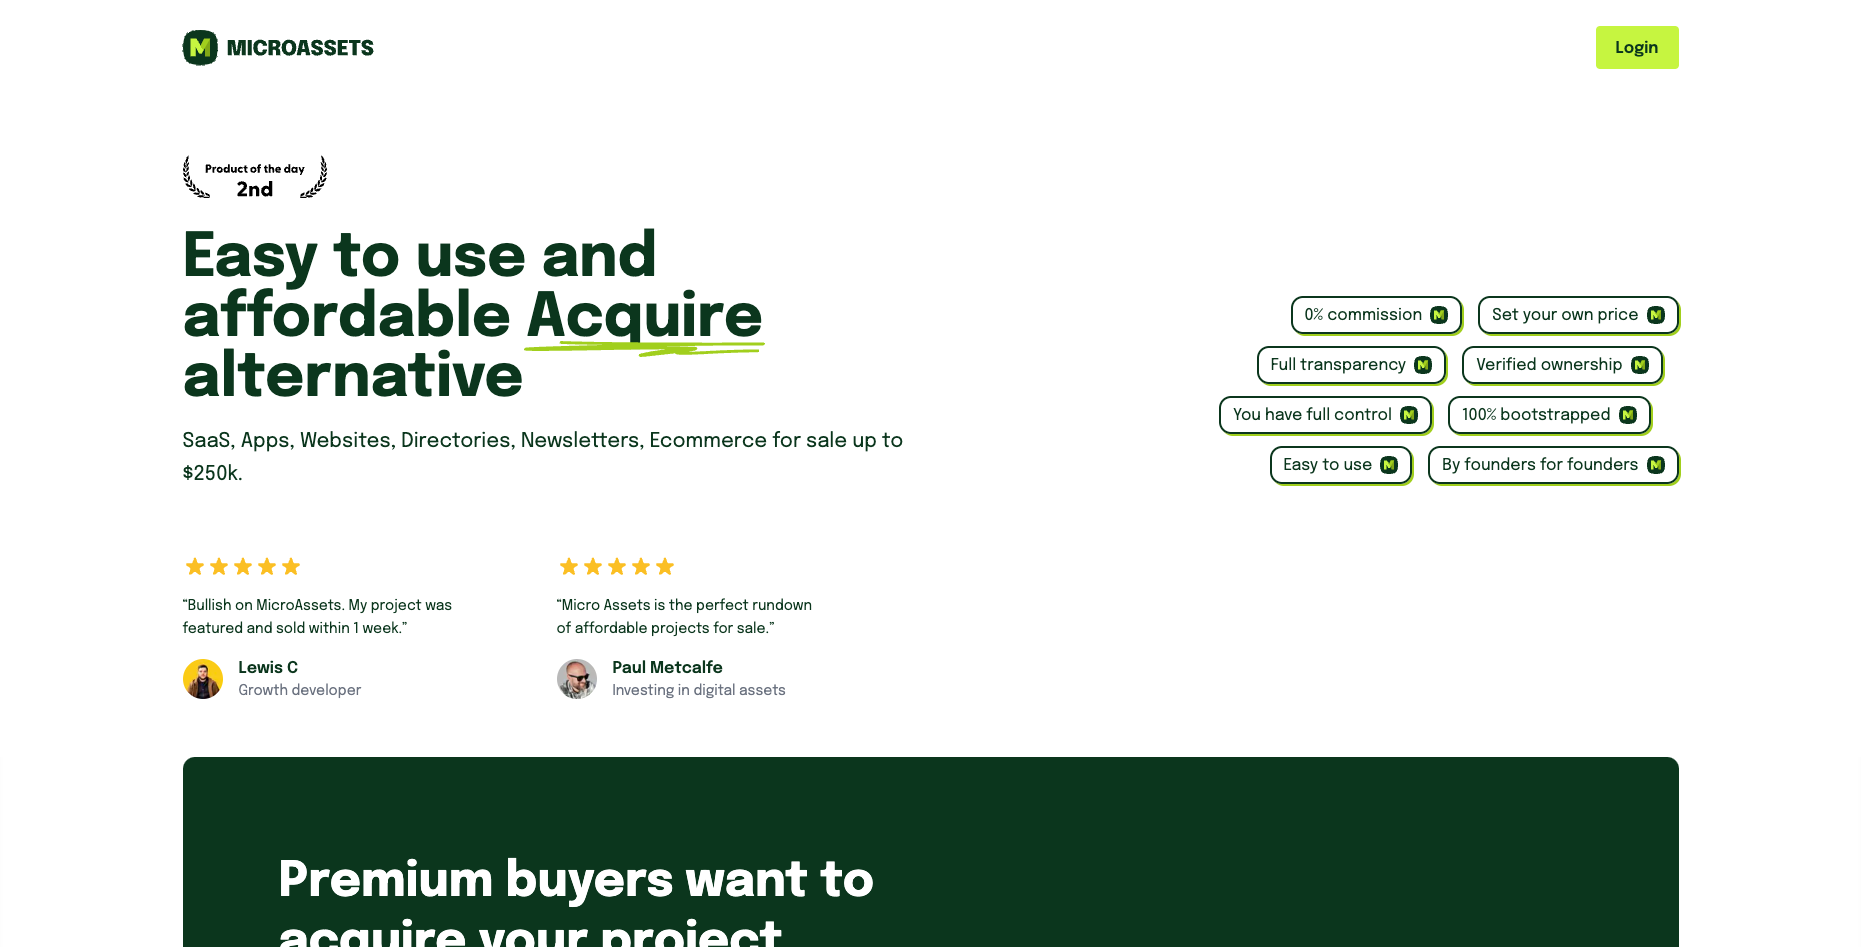 MICROASSETS
Login
Product of the day
2nd
Easy to use and
affordable Acquire
alternative
SaaS, Apps, Websites, Directories, Newsletters, Ecommerce for sale up to
$250k.
0% commission
Set your own price
Full transparency
Verified ownership
You have full control
100% bootstrapped
Easy to use
By founders for founders
“Bullish on MicroAssets. My project was
featured and sold within 1 week.”
Lewis C
Growth developer
“Micro Assets is the perfect rundown
of affordable projects for sale.”
Paul Metcalfe
Investing in digital assets
Premium buyers want to
acquire your project